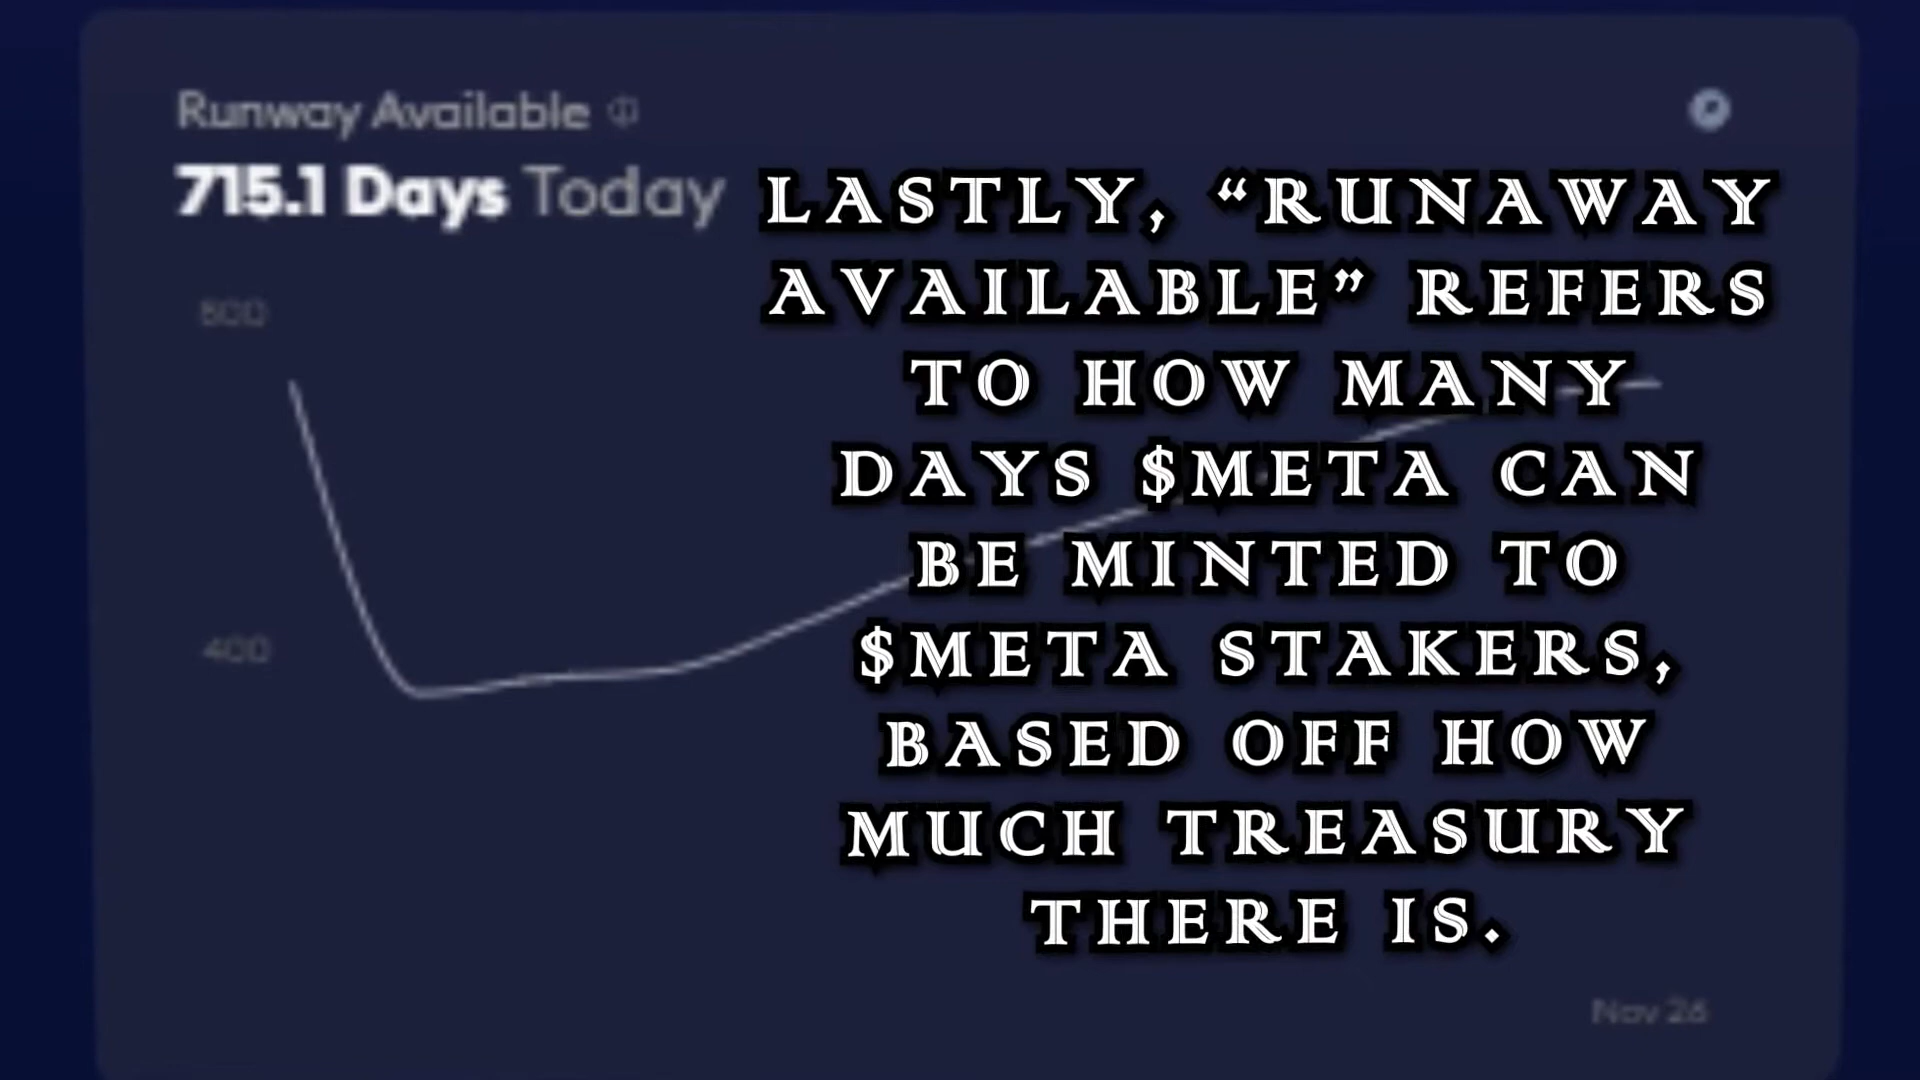 Runway Available
715.1 Days Today
LASTLY, “RUNAWAY
AVAILABLE” REFERS
TO HOW MANY
DAYS $META CAN
BE MINTED TO
$META STAKERS,
BASED OFF HOW
MUCH TREASURY
THERE IS.
800
400
Nov 26